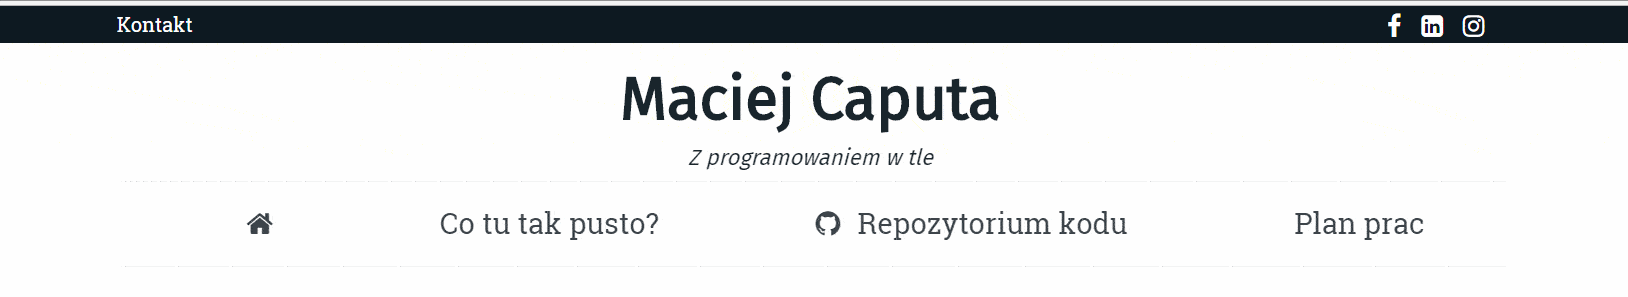 Kontakt
Maciej Caputa
Z programowaniem w tle
Co tu tak pusto? Repozytorium kodu Plan prac